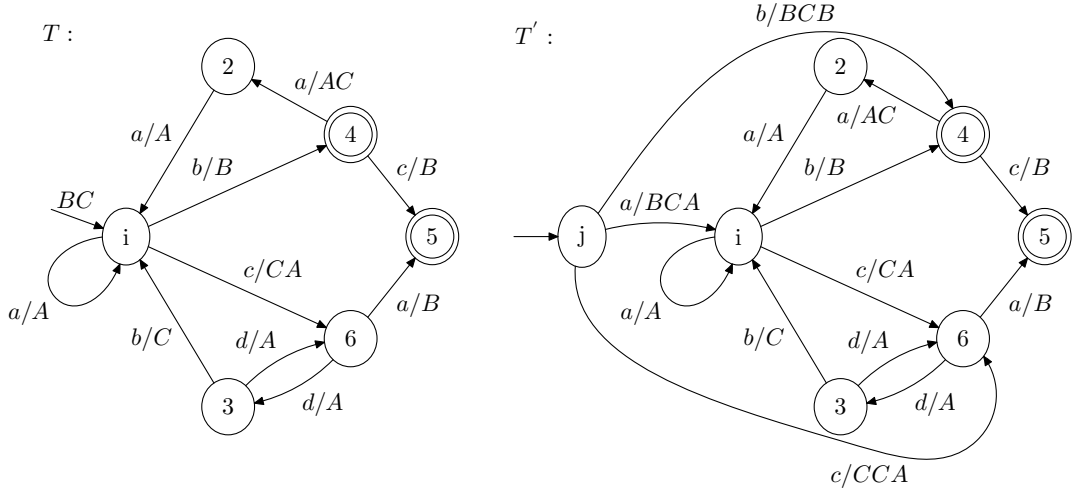 T :
2
a/AC
a/A
4
b/B
c/B
BC
i
5
c/CA
a/A
a/B
b/C
d/A
6
3
d/A
T' :
b/BCB
2
a/AC
a/A
4
b/B
c/B
a/BCA
j
i
5
c/CA
a/A
a/B
b/C
d/A
6
3
d/A
c/CCA